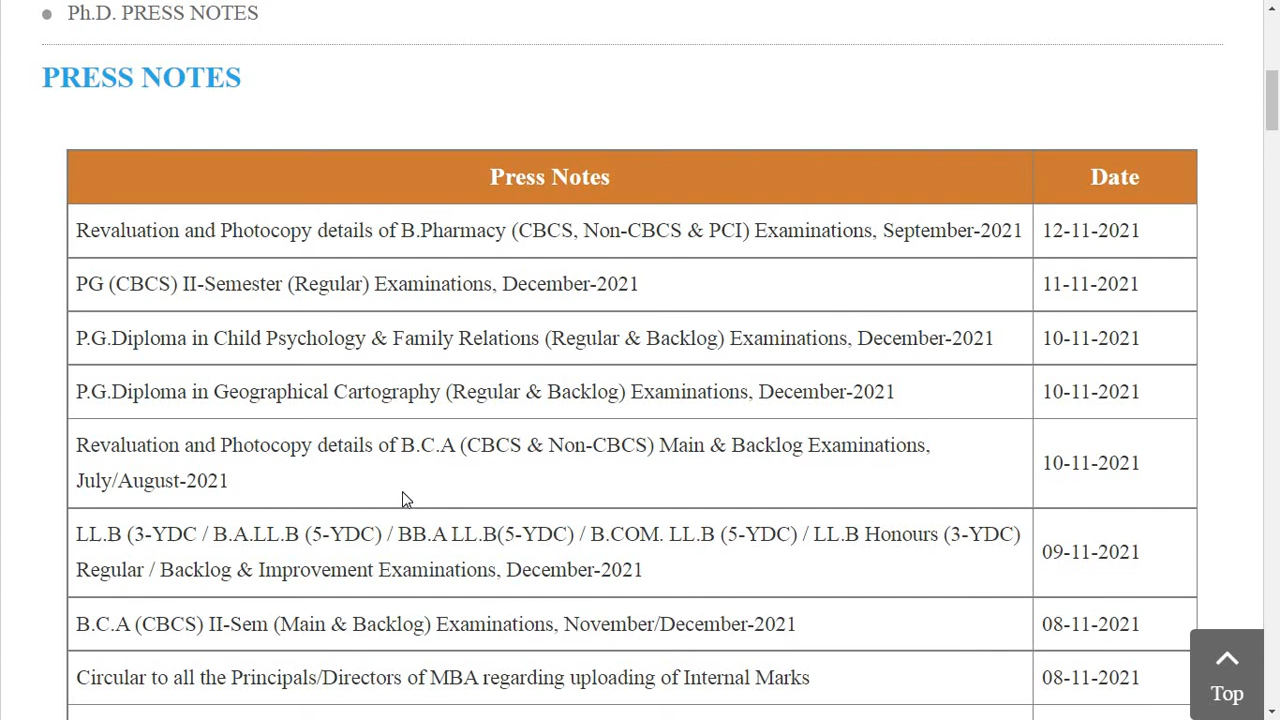 Ph.D. PRESS NOTES
PRESS NOTES
Press Notes Date
Revaluation and Photocopy details of B.Pharmacy (CBCS, Non-CBCS & PCI) Examinations, September-2021 12-11-2021
PG (CBCS) II-Semester (Regular) Examinations, December-2021 11-11-2021
P.G.Diploma in Child Psychology & Family Relations (Regular & Backlog) Examinations, December-2021 10-11-2021
P.G.Diploma in Geographical Cartography (Regular & Backlog) Examinations, December-2021 10-11-2021
Revaluation and Photocopy details of B.C.A (CBCS & Non-CBCS) Main & Backlog Examinations,
July/August-2021
10-11-2021
LL.B (3-YDC / B.A.LL.B (5-YDC) / BB.A LL.B(5-YDC) / B.COM. LL.B (5-YDC) / LL.B Honours (3-YDC)
Regular / Backlog & Improvement Examinations, December-2021
09-11-2021
B.C.A (CBCS) II-Sem (Main & Backlog) Examinations, November/December-2021 08-11-2021
Circular to all the Principals/Directors of MBA regarding uploading of Internal Marks 08-11-2021
Top